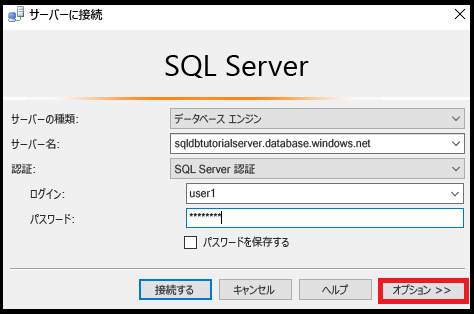 サーバーに接続
SQL Server
サーバーの種類: データベース エンジン
サーバー名: sqldbtutorialserver.database.windows.net
認証: SQL Server 認証
ログイン: user1
パスワード: ********
パスワードを保存する
接続する キャンセル ヘルプ オプション >>